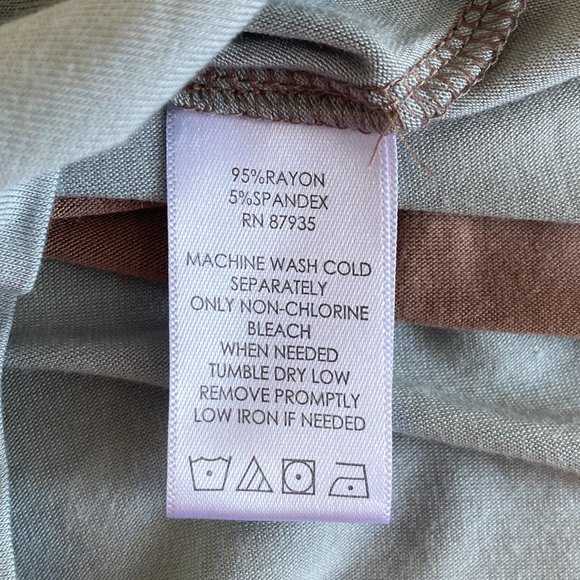 95%RAYON
5%SPANDEX
RN 87935
MACHINE WASH COLD
SEPARATELY
ONLY NON-CHLORINE
BLEACH
WHEN NEEDED
TUMBLE DRY LOW
REMOVE PROMPTLY
LOW IRON IF NEEDED